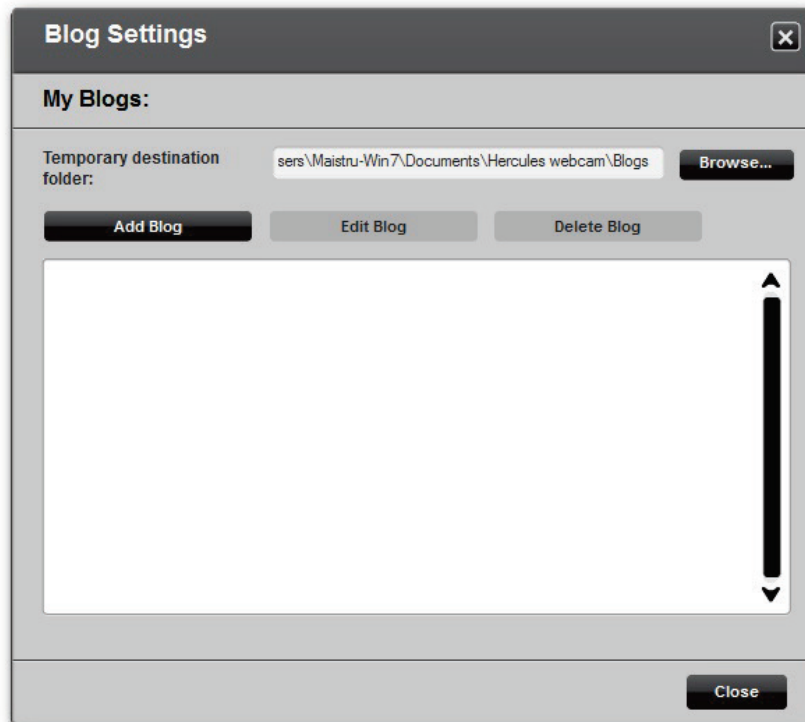 Blog Settings
My Blogs:
Temporary destination
folder:
sers\Maistru-Win7\Documents\Hercules webcam\Blogs
Browse...
Add Blog
Edit Blog
Delete Blog
Close